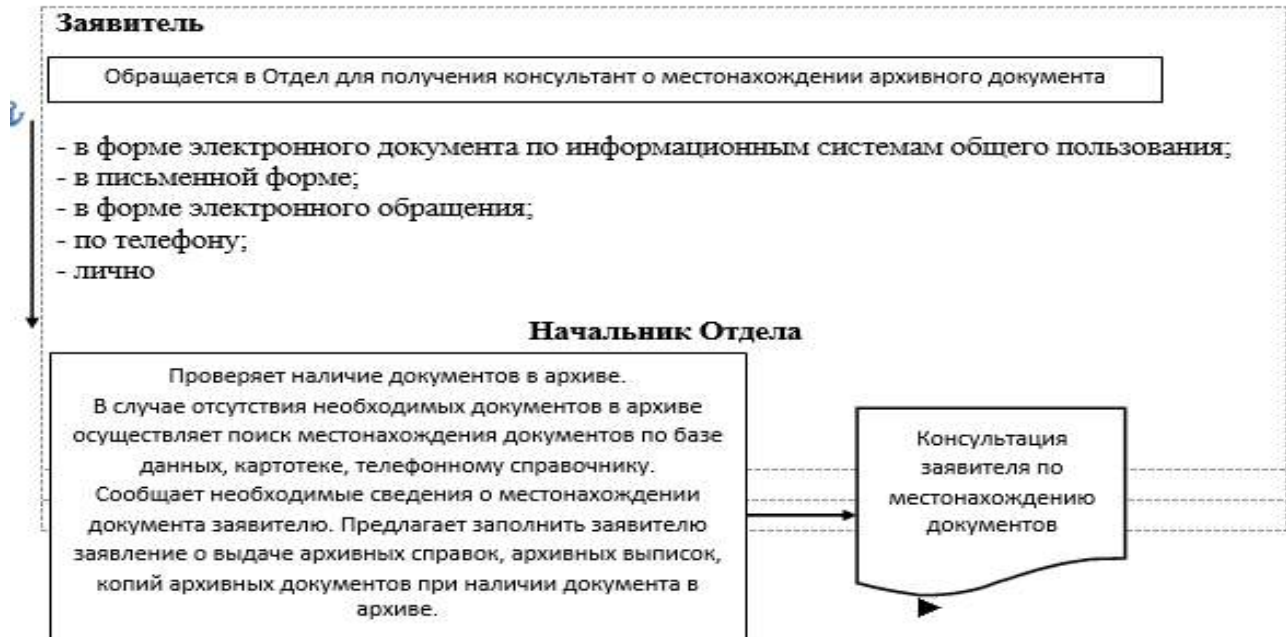 Заявитель
Обращается в Отдел для получения консультант о местонахождении архивного документа
- в форме электронного документа по информационным системам общего пользования;
- в письменной форме;
- в форме электронного обращения;
- по телефону;
- лично
Начальник Отдела
Проверяет наличие документов в архиве.
В случае отсутствия необходимых документов в архиве
осуществляет поиск местонахождения документов по базе
данных, картотеке, телефонному справочнику.
Сообщает необходимые сведения о местонахождении
документа заявителю. Предлагает заполнить заявителю
заявление о выдаче архивных справок, архивных выписок,
копий архивных документов при наличии документа в
архиве.
Консультация
заявителя по
местонахождению
документов